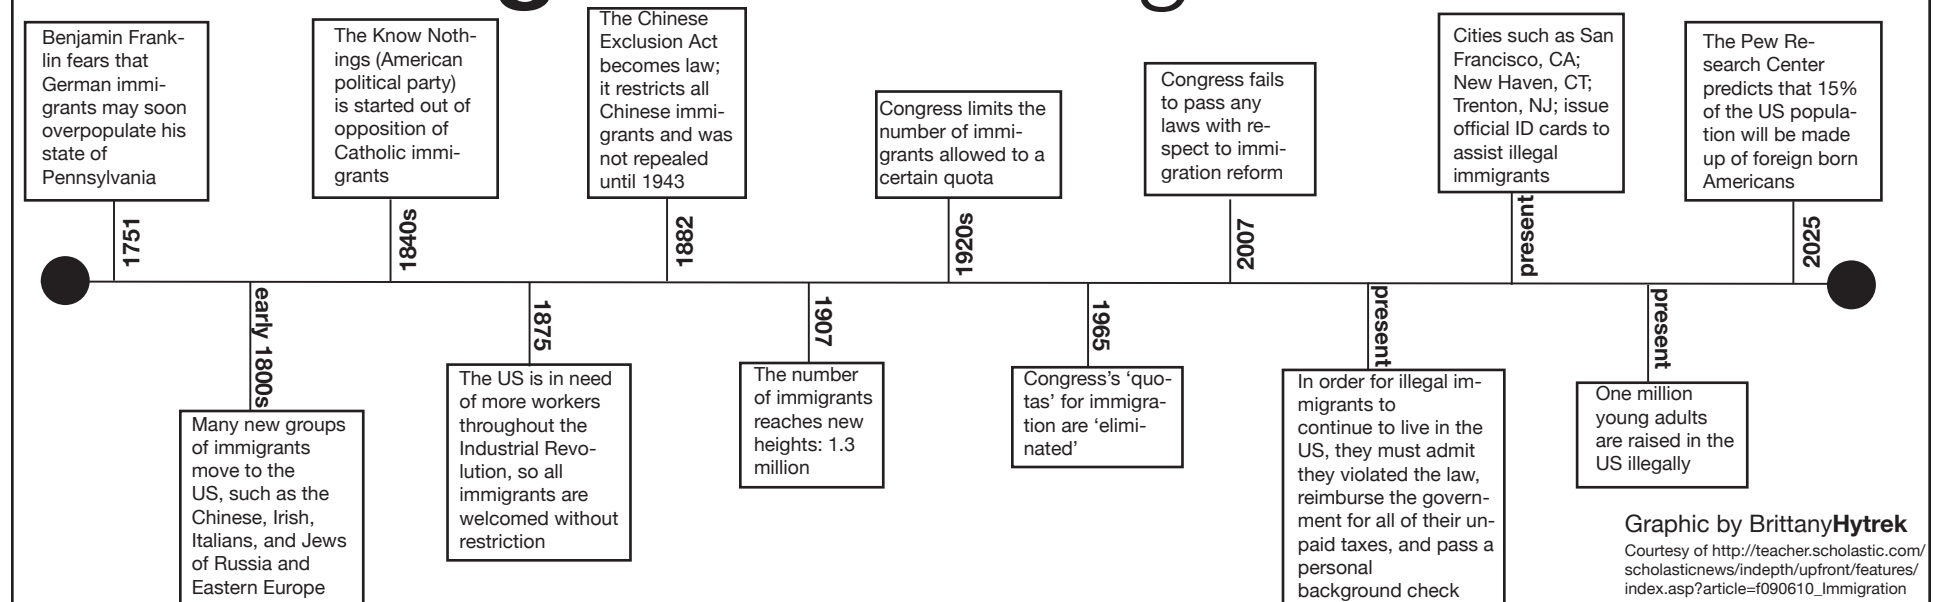 Benjamin Frank-
lin fears that
German immi-
grants may soon
overpopulate his
state of
Pennsylvania
1751
early 1800s
Many new groups
of immigrants
move to the
US, such as the
Chinese, Irish,
Italians, and Jews
of Russia and
Eastern Europe
The Know Noth-
ings (American
political party)
is started out of
opposition of
Catholic immi-
grants
1840s
1875
The US is in need
of more workers
throughout the
Industrial Revo-
lution, so all
immigrants are
welcomed without
restriction
The Chinese
Exclusion Act
becomes law;
it restricts all
Chinese immi-
grants and was
not repealed
until 1943
1882
1907
The number
of immigrants
reaches new
heights: 1.3
million
Congress limits the
number of immi-
grants allowed to a
certain quota
1920s
1965
Congress's 'quo-
tas' for immigra-
tion are 'elimi-
nated'
Congress fails
to pass any
laws with re-
spect to immi-
gration reform
2007
present
In order for illegal im-
migrants to
continue to live in the
US, they must admit
they violated the law,
reimburse the govern-
ment for all of their un-
paid taxes, and pass a
personal
background check
Cities such as San
Francisco, CA;
New Haven, CT;
Trenton, NJ; issue
official ID cards to
assist illegal
immigrants
present
present
One million
young adults
are raised in the
US illegally
The Pew Re-
search Center
predicts that 15%
of the US popula-
tion will be made
up of foreign born
Americans
2025
Graphic by BrittanyHytrek
Courtesy of http://teacher.scholastic.com/
scholasticnews/indepth/upfront/features/
index.asp?article=f090610_Immigration